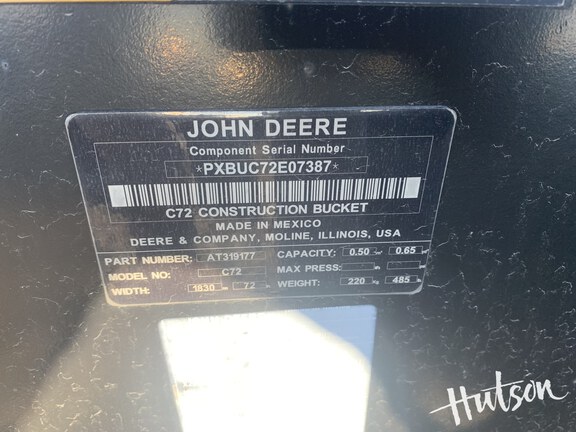 JOHN DEERE
Component Serial Number
*PXBUC72E07387*
C72 CONSTRUCTION BUCKET
MADE IN MEXICO
DEERE & COMPANY, MOLINE, ILLINOIS, USA
PART NUMBER: AT319177 CAPACITY: 0.50 0.65
MODEL NO: C72 MAX PRESS:
WIDTH: 1830 72 WEIGHT: 220 485
Hutson